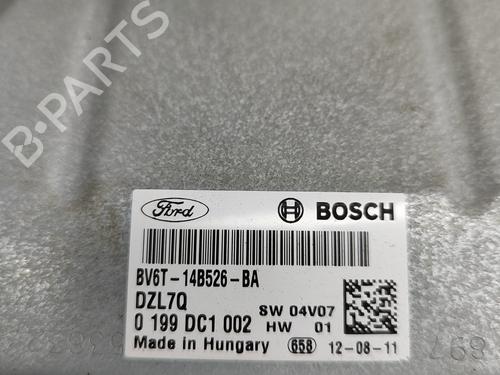 B-PARTS
Ford
BOSCH
BV6T-14B526-BA
DZL7Q
SW 04V07
0 199 DC1 002
HW 01
Made in Hungary
658
12-08-11